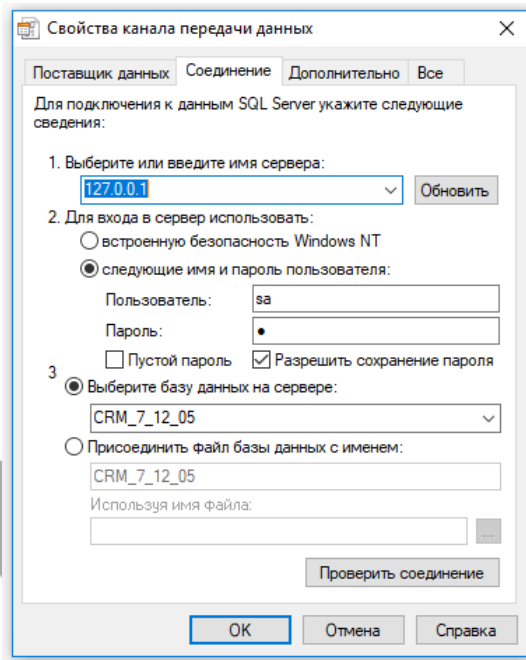 Свойства канала передачи данных
Поставщик данных Соединение Дополнительно Все
Для подключения к данным SQL Server укажите следующие
сведения:
1. Выберите или введите имя сервера:
127.0.0.1 Обновить
2. Для входа в сервер использовать:
встроенную безопасность Windows NT
следующие имя и пароль пользователя:
Пользователь: sa
Пароль: ●
Пустой пароль Разрешить сохранение пароля
3 Выберите базу данных на сервере:
CRM_7_12_05
Присоединить файл базы данных с именем:
CRM_7_12_05
Используя имя файла:
...
Проверить соединение
OK Отмена Справка